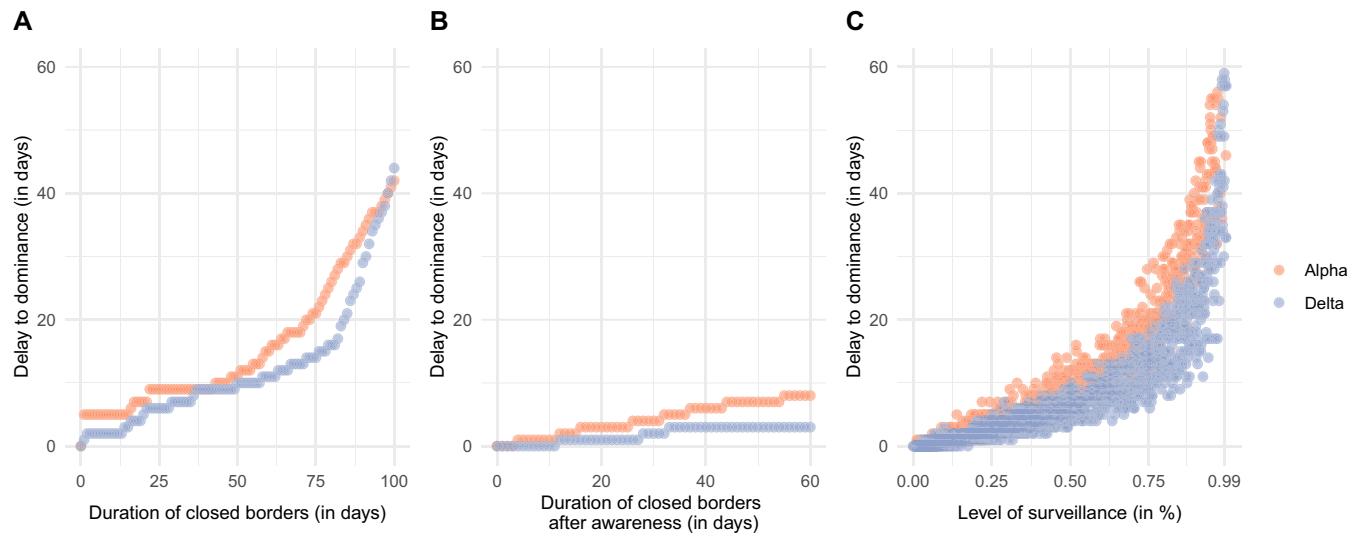 A
Delay to dominance (in days)
60
40
20
0
0 25 50 75 100
Duration of closed borders (in days)
B
Delay to dominance (in days)
60
40
20
0
0 20 40 60
Duration of closed borders
after awareness (in days)
C
Delay to dominance (in days)
60
40
20
0
0.00 0.25 0.50 0.75 0.99
Level of surveillance (in %)
Alpha
Delta